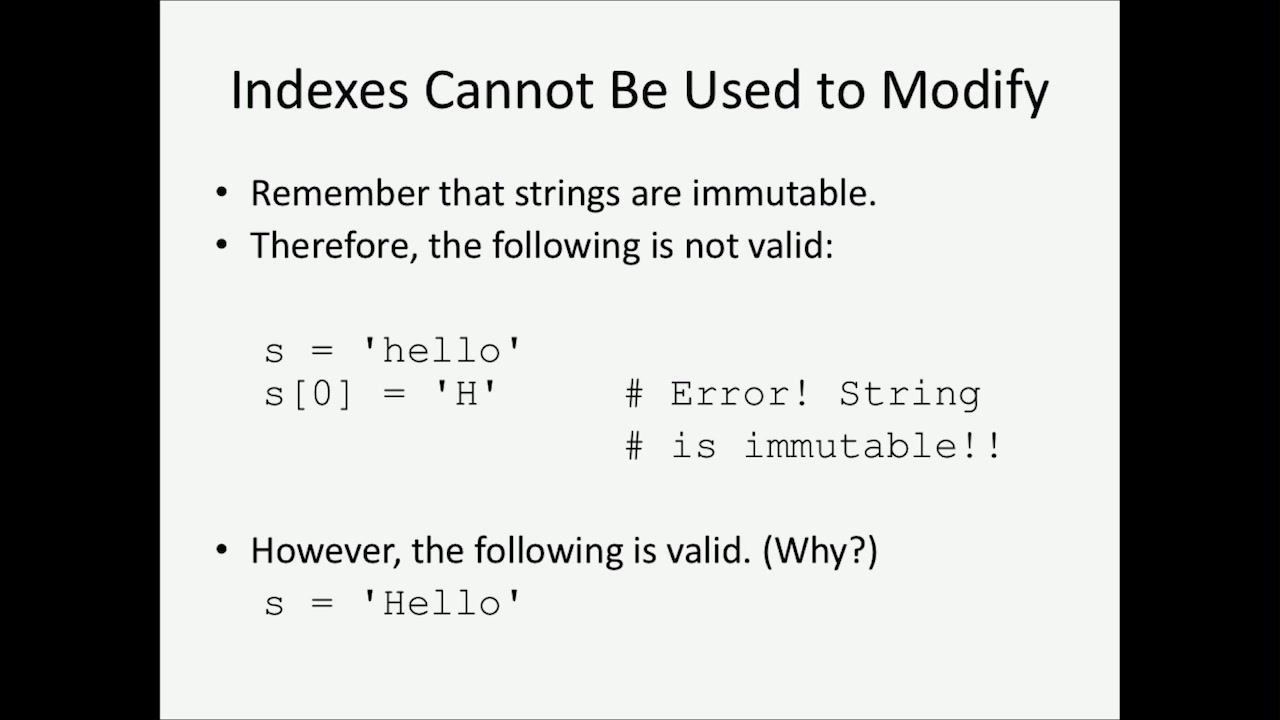 Indexes Cannot Be Used to Modify
• Remember that strings are immutable.
• Therefore, the following is not valid:
s = 'hello'
s[0] = 'H' # Error! String
# is immutable!!
• However, the following is valid. (Why?)
s = 'Hello'